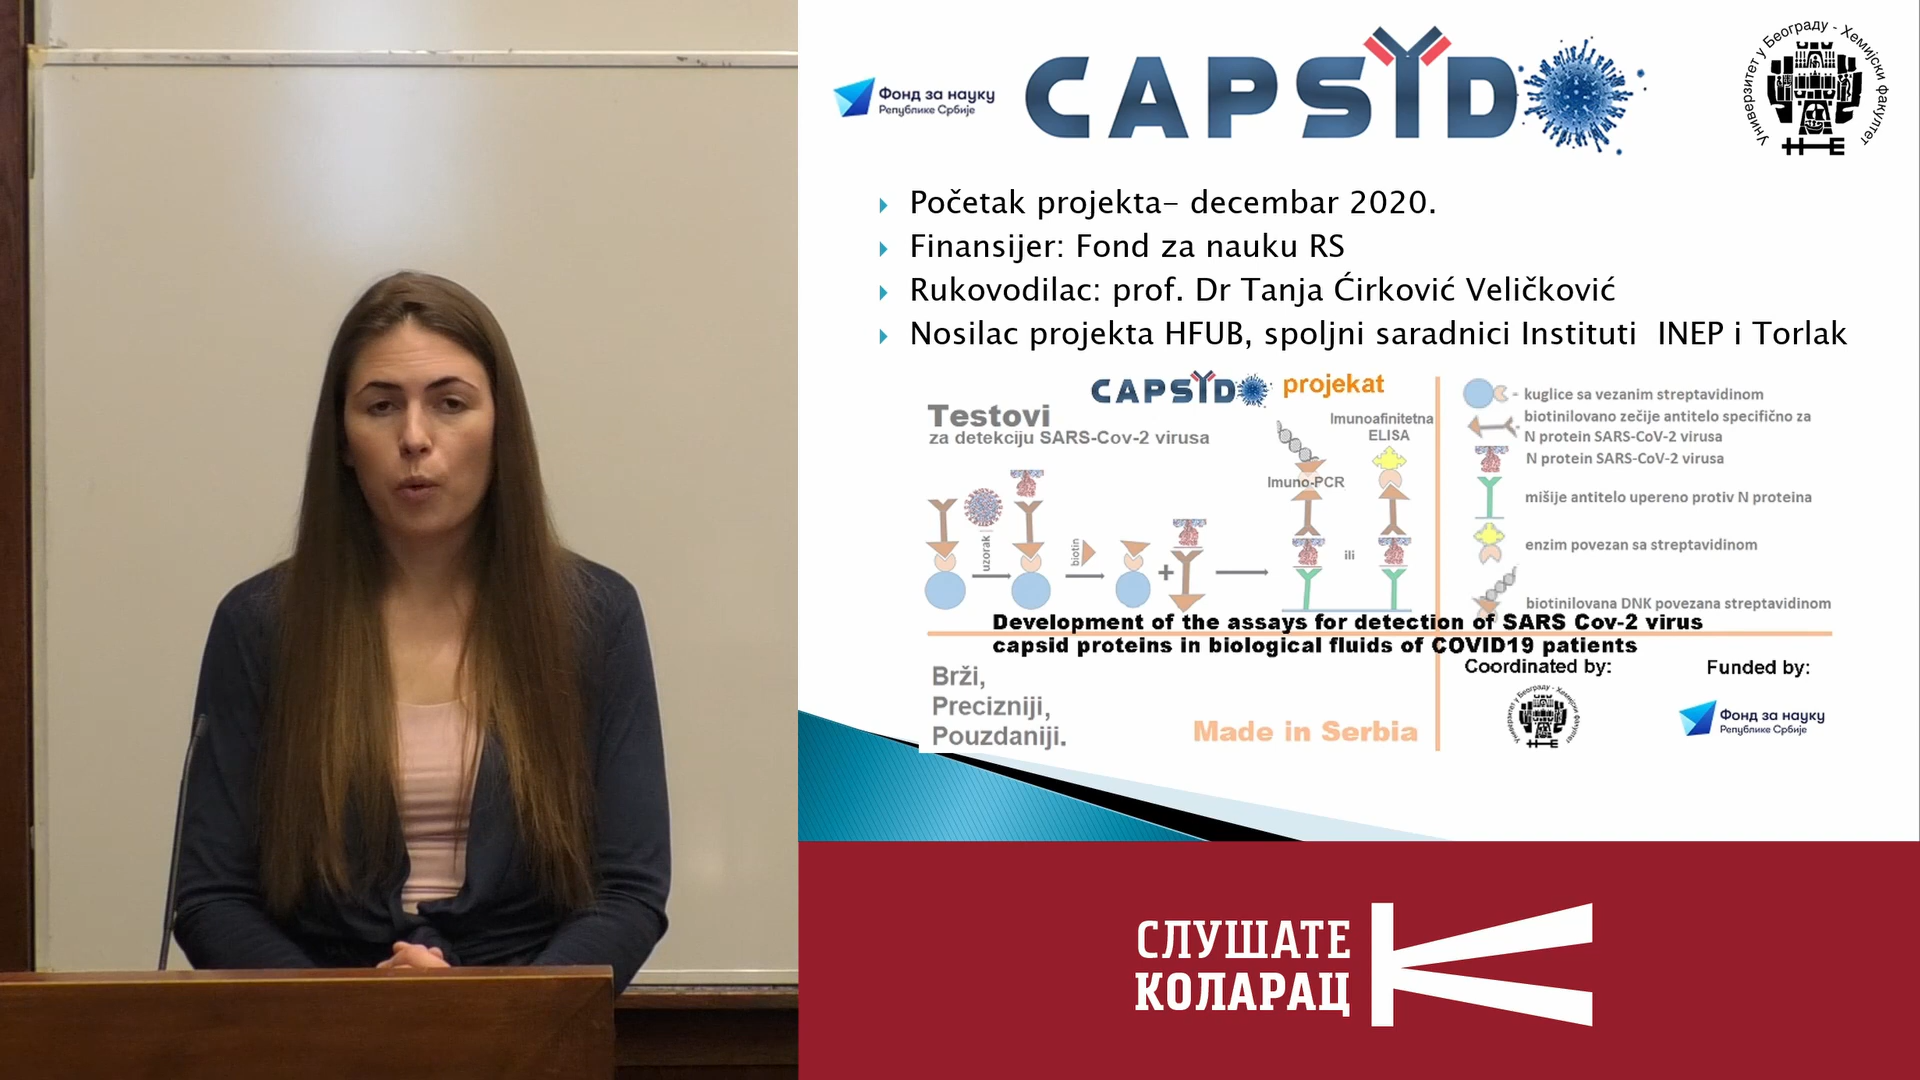 Фонд за науку
Републике Србије
CAPSYD
Универзитет у Београду - Хемијски факултет
Početak projekta– decembar 2020.
Finansijer: Fond za nauku RS
Rukovodilac: prof. Dr Tanja Ćirković Veličković
Nosilac projekta HFUB, spoljni saradnici Instituti INEP i Torlak
CAPSYD projekat
Testovi
za detekciju SARS-Cov-2 virusa
uzorak
biotin
+
Imuno-PCR
ili
Imunoafinitetna
ELISA
- kuglice sa vezanim streptavidinom
biotinilovano zečije antitelo specifično za
N protein SARS-CoV-2 virusa
N protein SARS-CoV-2 virusa
mišije antitelo upereno protiv N proteina
enzim povezan sa streptavidinom
biotinilovana DNK povezana streptavidinom
Development of the assays for detection of SARS Cov-2 virus
capsid proteins in biological fluids of COVID19 patients
Brži,
Precizniji,
Pouzdaniji.
Made in Serbia
Coordinated by:
Универзитет у Београду - Хемијски факултет
Funded by:
Фонд за науку
Републике Србије
СЛУШАТЕ
КОЛАРАЦ